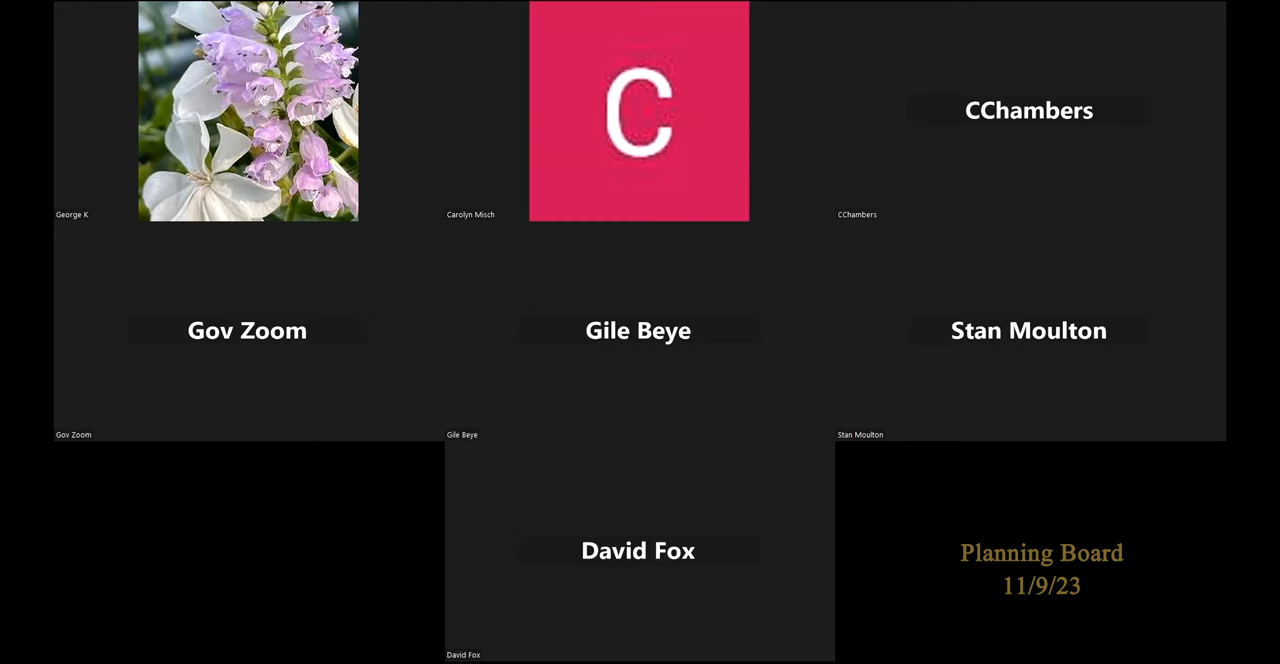 C
CChambers
George K
Carolyn Misch
CChambers
Gov Zoom
Gile Beye
Stan Moulton
Gov Zoom
Gile Beye
Stan Moulton
David Fox
Planning Board
11/9/23
David Fox